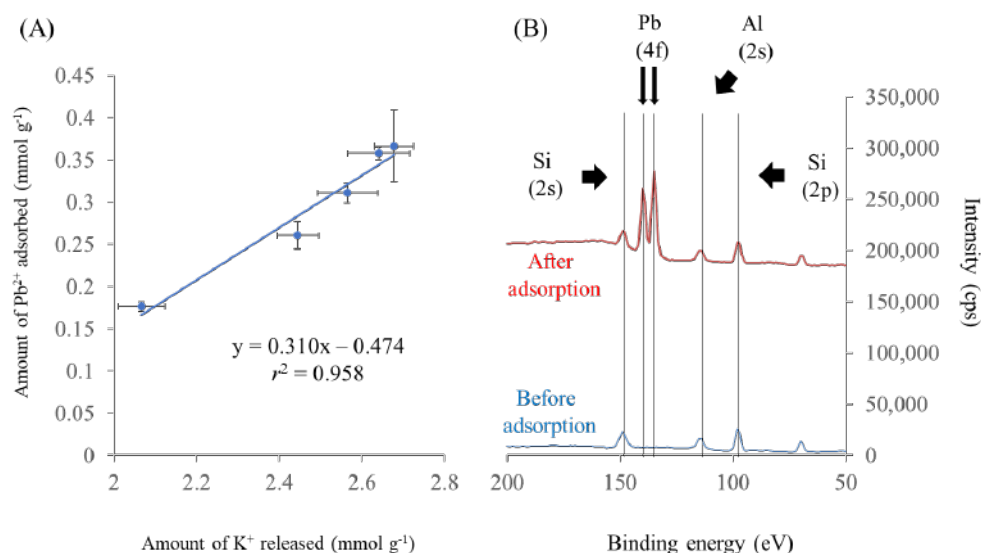 (A)
0.45
0.4
0.35
0.3
0.25
0.2
0.15
0.1
0.05
0
Amount of Pb²⁺ adsorbed (mmol g⁻¹)
y = 0.310x – 0.474
r² = 0.958
2
2.2
2.4
2.6
2.8
Amount of K⁺ released (mmol g⁻¹)
(B)
Pb
(4f)
Al
(2s)
Si
(2s)
Si
(2p)
After
adsorption
Before
adsorption
350,000
300,000
250,000
200,000
150,000
100,000
50,000
0
Intensity (cps)
200
150
100
50
Binding energy (eV)